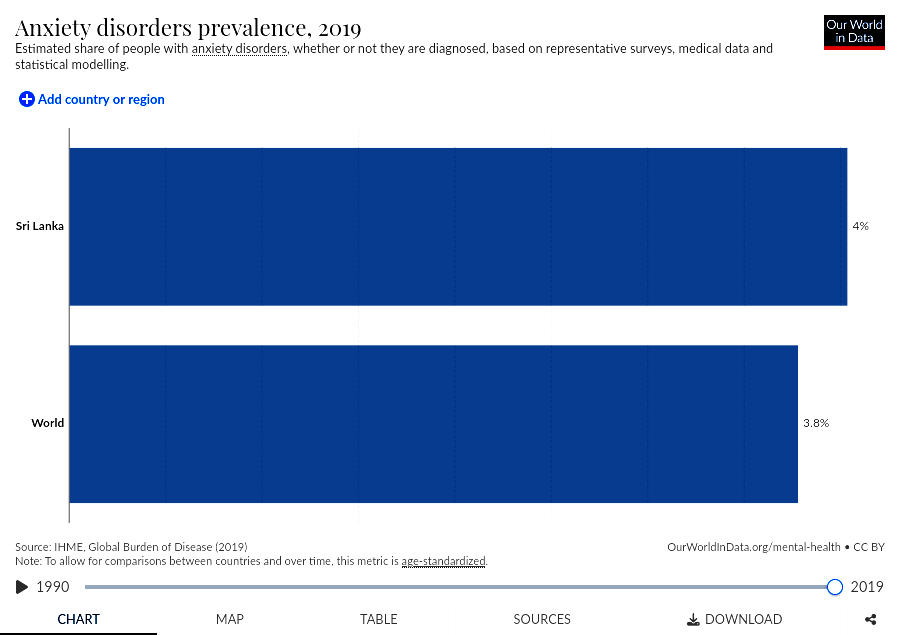 Anxiety disorders prevalence, 2019
Our World
in Data
Estimated share of people with anxiety disorders, whether or not they are diagnosed, based on representative surveys, medical data and
statistical modelling.
Add country or region
Sri Lanka
4%
World
3.8%
Source: IHME, Global Burden of Disease (2019)
OurWorldInData.org/mental-health • CC BY
Note: To allow for comparisons between countries and over time, this metric is age-standardized.
1990
2019
CHART
MAP
TABLE
SOURCES
DOWNLOAD